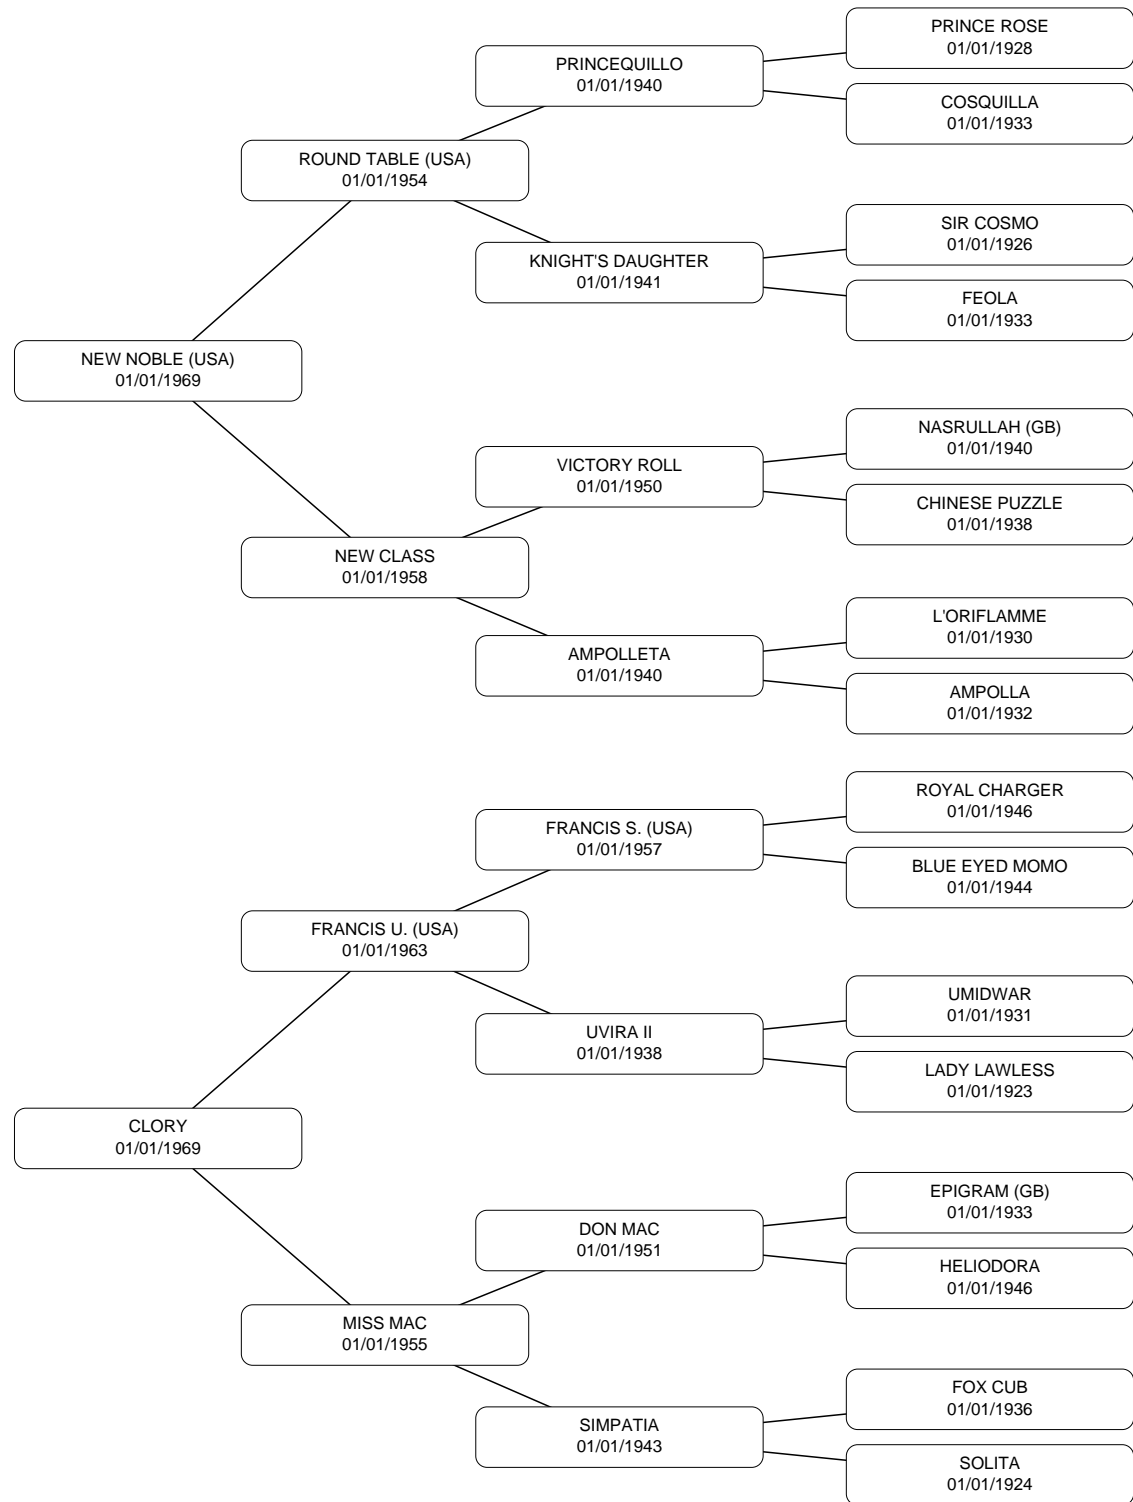 PRINCE ROSE
01/01/1928
PRINCEQUILLO
01/01/1940
COSQUILLA
01/01/1933
ROUND TABLE (USA)
01/01/1954
SIR COSMO
01/01/1926
KNIGHT'S DAUGHTER
01/01/1941
FEOLA
01/01/1933
NEW NOBLE (USA)
01/01/1969
NASRULLAH (GB)
01/01/1940
VICTORY ROLL
01/01/1950
CHINESE PUZZLE
01/01/1938
NEW CLASS
01/01/1958
L'ORIFLAMME
01/01/1930
AMPOLLETA
01/01/1940
AMPOLLA
01/01/1932
ROYAL CHARGER
01/01/1946
FRANCIS S. (USA)
01/01/1957
BLUE EYED MOMO
01/01/1944
FRANCIS U. (USA)
01/01/1963
UMIDWAR
01/01/1931
UVIRA II
01/01/1938
LADY LAWLESS
01/01/1923
CLORY
01/01/1969
EPIGRAM (GB)
01/01/1933
DON MAC
01/01/1951
HELIODORA
01/01/1946
MISS MAC
01/01/1955
FOX CUB
01/01/1936
SIMPATIA
01/01/1943
SOLITA
01/01/1924